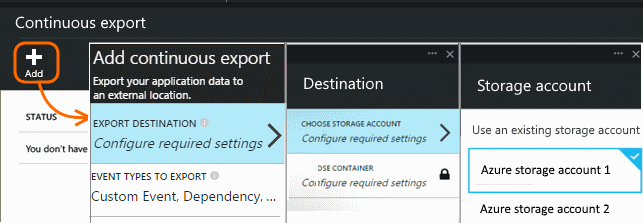 Continuous export
Add
STATUS
You don't have
Add continuous export
Export your application data to
an external location.
EXPORT DESTINATION
Configure required settings
EVENT TYPES TO EXPORT
Custom Event, Dependency, ...
Destination
CHOOSE STORAGE ACCOUNT
Configure required settings
OSE CONTAINER
Configure required settings
Storage account
Use an existing storage account
Azure storage account 1
Azure storage account 2